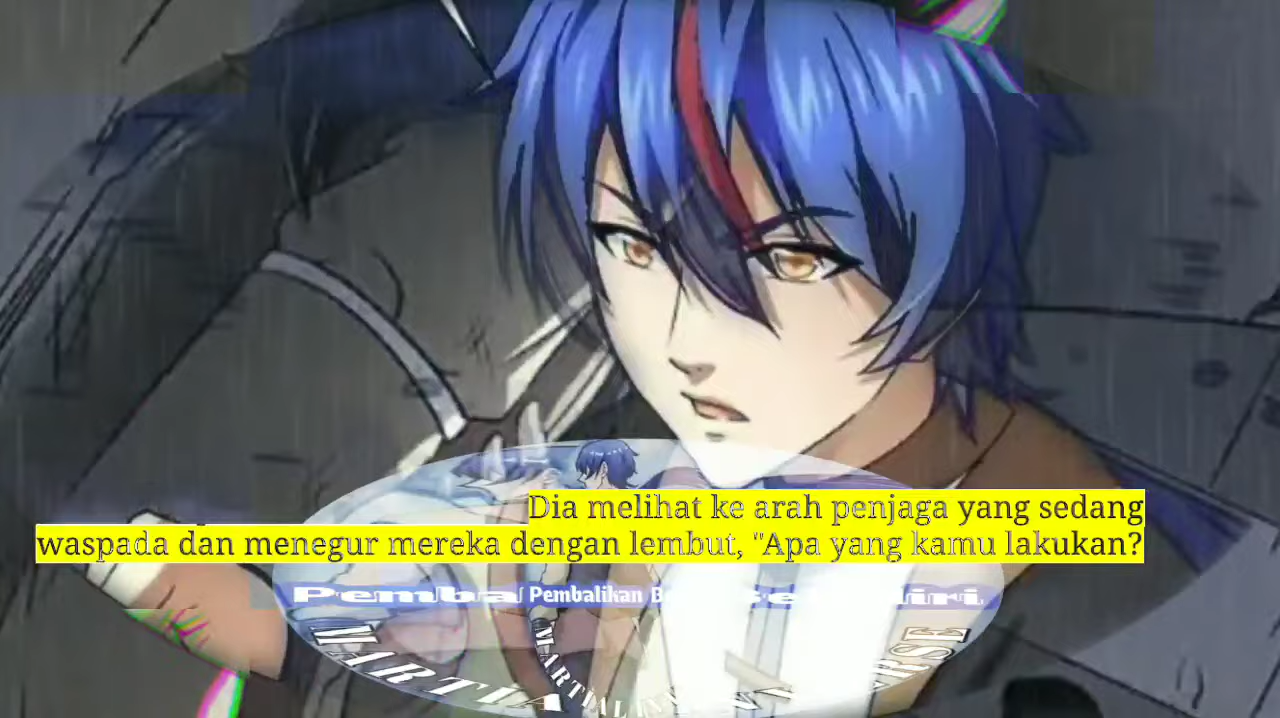 Dia melihat ke arah penjaga yang sedang
waspada dan menegur mereka dengan lembut, "Apa yang kamu lakukan?
Pembalikan
MARTIAL